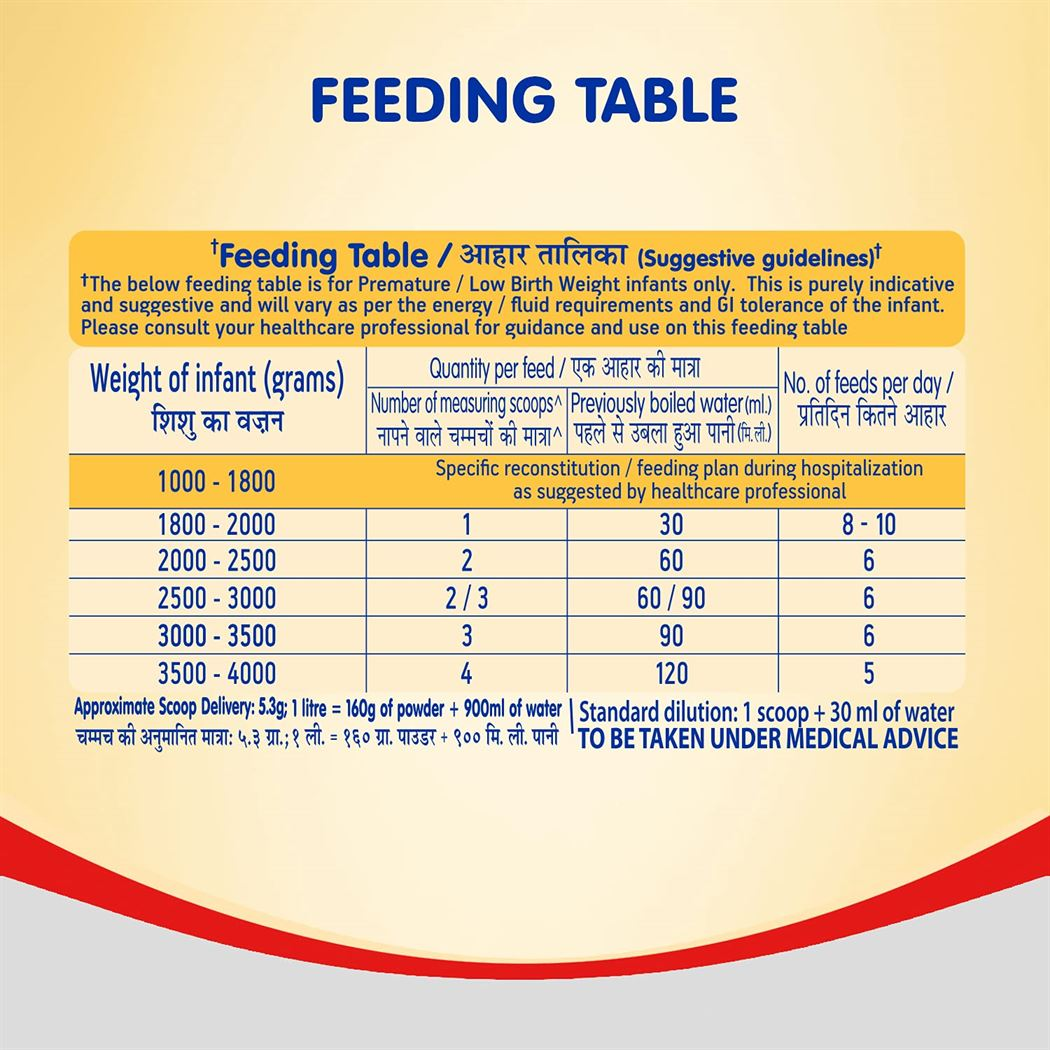 FEEDING TABLE
†Feeding Table / आहार तालिका (Suggestive guidelines)†
†The below feeding table is for Premature / Low Birth Weight infants only. This is purely indicative
and suggestive and will vary as per the energy / fluid requirements and GI tolerance of the infant.
Please consult your healthcare professional for guidance and use on this feeding table
Weight of infant (grams)
शिशु का वज़न
Quantity per feed / एक आहार की मात्रा
Number of measuring scoops^
नापने वाले चम्मचों की मात्रा^
Previously boiled water (ml.)
पहले से उबला हुआ पानी (मि.ली.)
No. of feeds per day /
प्रतिदिन कितने आहार
1000 - 1800
Specific reconstitution / feeding plan during hospitalization
as suggested by healthcare professional
1800 - 2000 1 30 8 - 10
2000 - 2500 2 60 6
2500 - 3000 2 / 3 60 / 90 6
3000 - 3500 3 90 6
3500 - 4000 4 120 5
Approximate Scoop Delivery: 5.3g; 1 litre = 160g of powder + 900ml of water
चम्मच की अनुमानित मात्रा: ५.३ ग्रा.; १ ली. = १६० ग्रा. पाउडर + ९०० मि. ली. पानी
Standard dilution: 1 scoop + 30 ml of water
TO BE TAKEN UNDER MEDICAL ADVICE